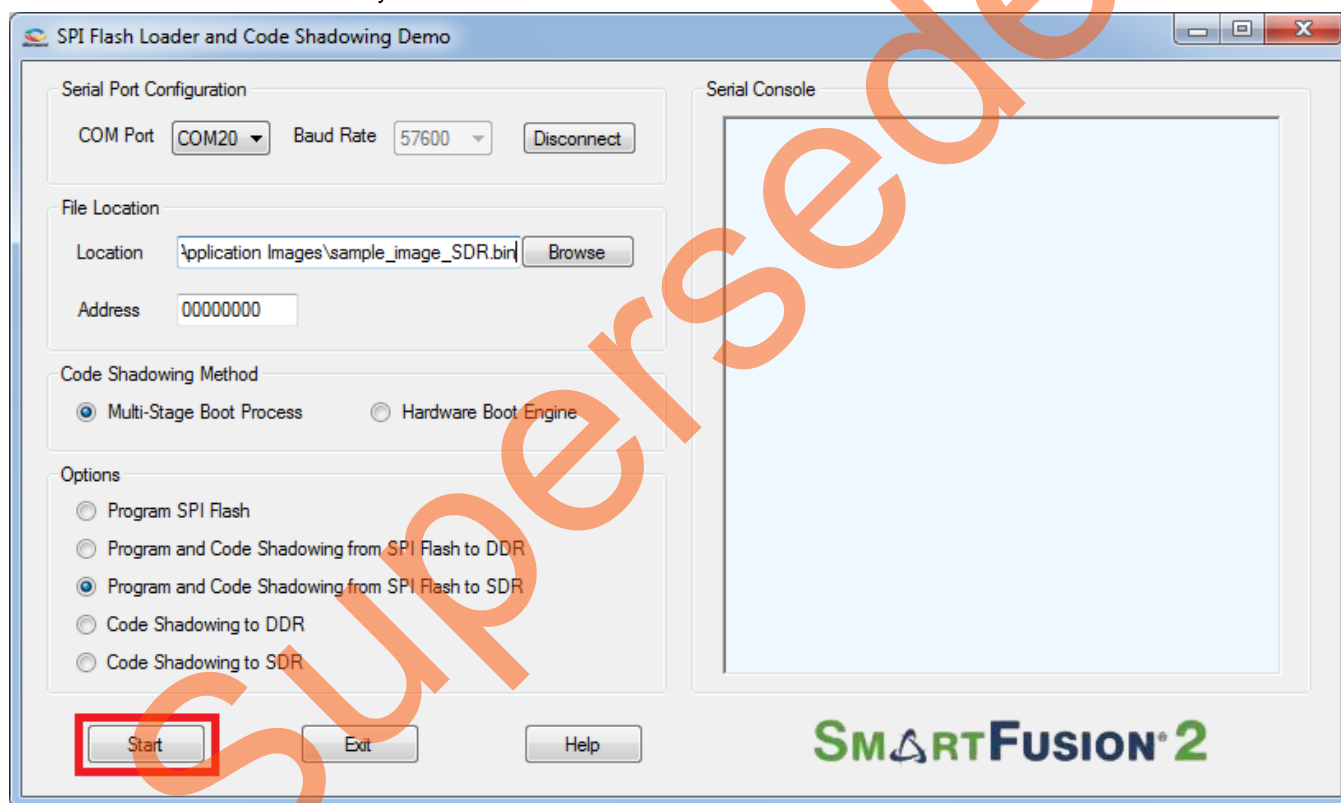 SPI Flash Loader and Code Shadowing Demo
Serial Port Configuration
COM Port COM20 Baud Rate 57600 Disconnect
File Location
Location Application Images\sample_image_SDR.bin Browse
Address 00000000
Code Shadowing Method
Multi-Stage Boot Process Hardware Boot Engine
Options
Program SPI Flash
Program and Code Shadowing from SPI Flash to DDR
Program and Code Shadowing from SPI Flash to SDR
Code Shadowing to DDR
Code Shadowing to SDR
Start Exit Help
Serial Console
SMARTFUSION® 2
Superseded